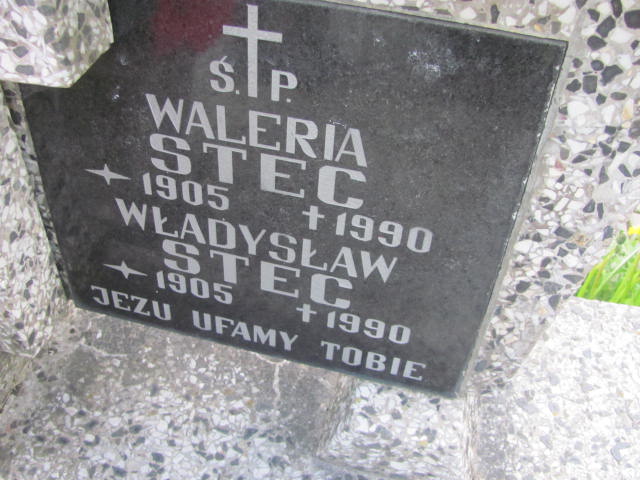 Ś. P.
WALERIA
STEC
1905 1990
WŁADYSŁAW
STEC
1905 1990
JEZU UFAMY TOBIE